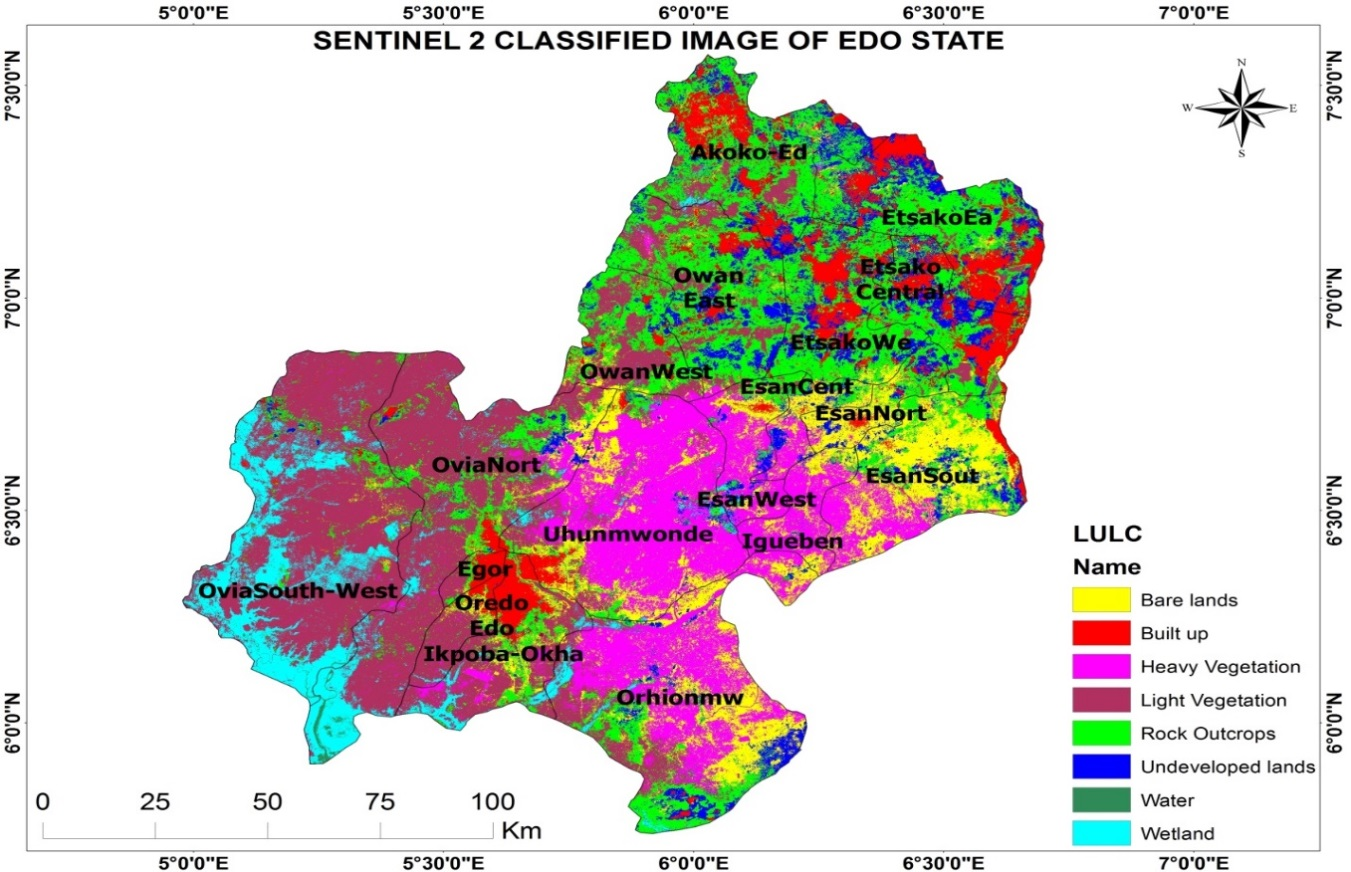 5°0'0"E 5°30'0"E 6°0'0"E 6°30'0"E 7°0'0"E
SENTINEL 2 CLASSIFIED IMAGE OF EDO STATE
N
W E
S
7°30'0"N
7°30'0"N
Akoko-Ed
EtsakoEa
Owan
East
Etsako
Central
7°0'0"N
7°0'0"N
EtsakoWe
OwanWest
EsanCent
EsanNort
OviaNort
EsanSout
EsanWest
6°30'0"N
6°30'0"N
Uhunmwonde
Igueben
Egor
OviaSouth-West
Oredo
Edo
Ikpoba-Okha
Orhionmw
6°0'0"N
6°0'0"N
LULC
Name
Bare lands
Built up
Heavy Vegetation
Light Vegetation
Rock Outcrops
Undeveloped lands
Water
Wetland
0 25 50 75 100
Km
5°0'0"E 5°30'0"E 6°0'0"E 6°30'0"E 7°0'0"E